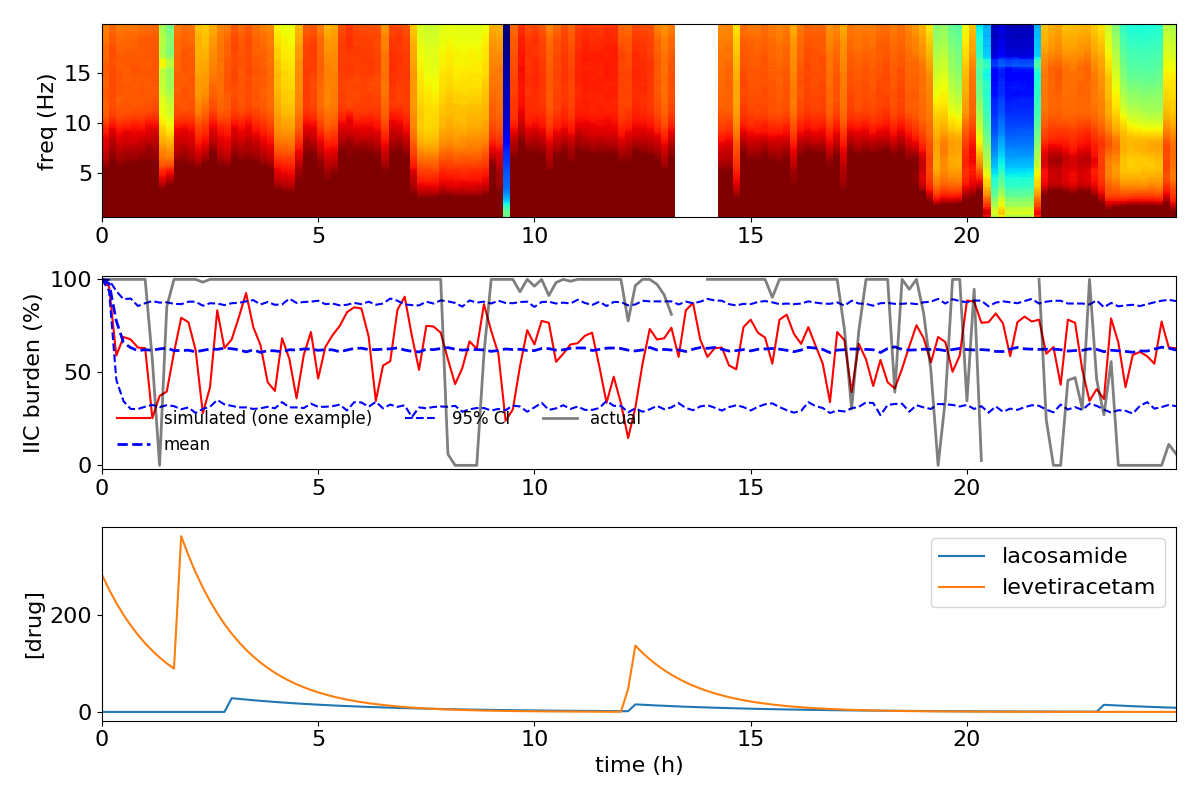 freq (Hz)
15
10
5
0 5 10 15 20
IIC burden (%)
100
50
0
simulated (one example)
mean
95% CI
actual
0 5 10 15 20
[drug]
200
0
lacosamide
levetiracetam
0 5 10 15 20
time (h)